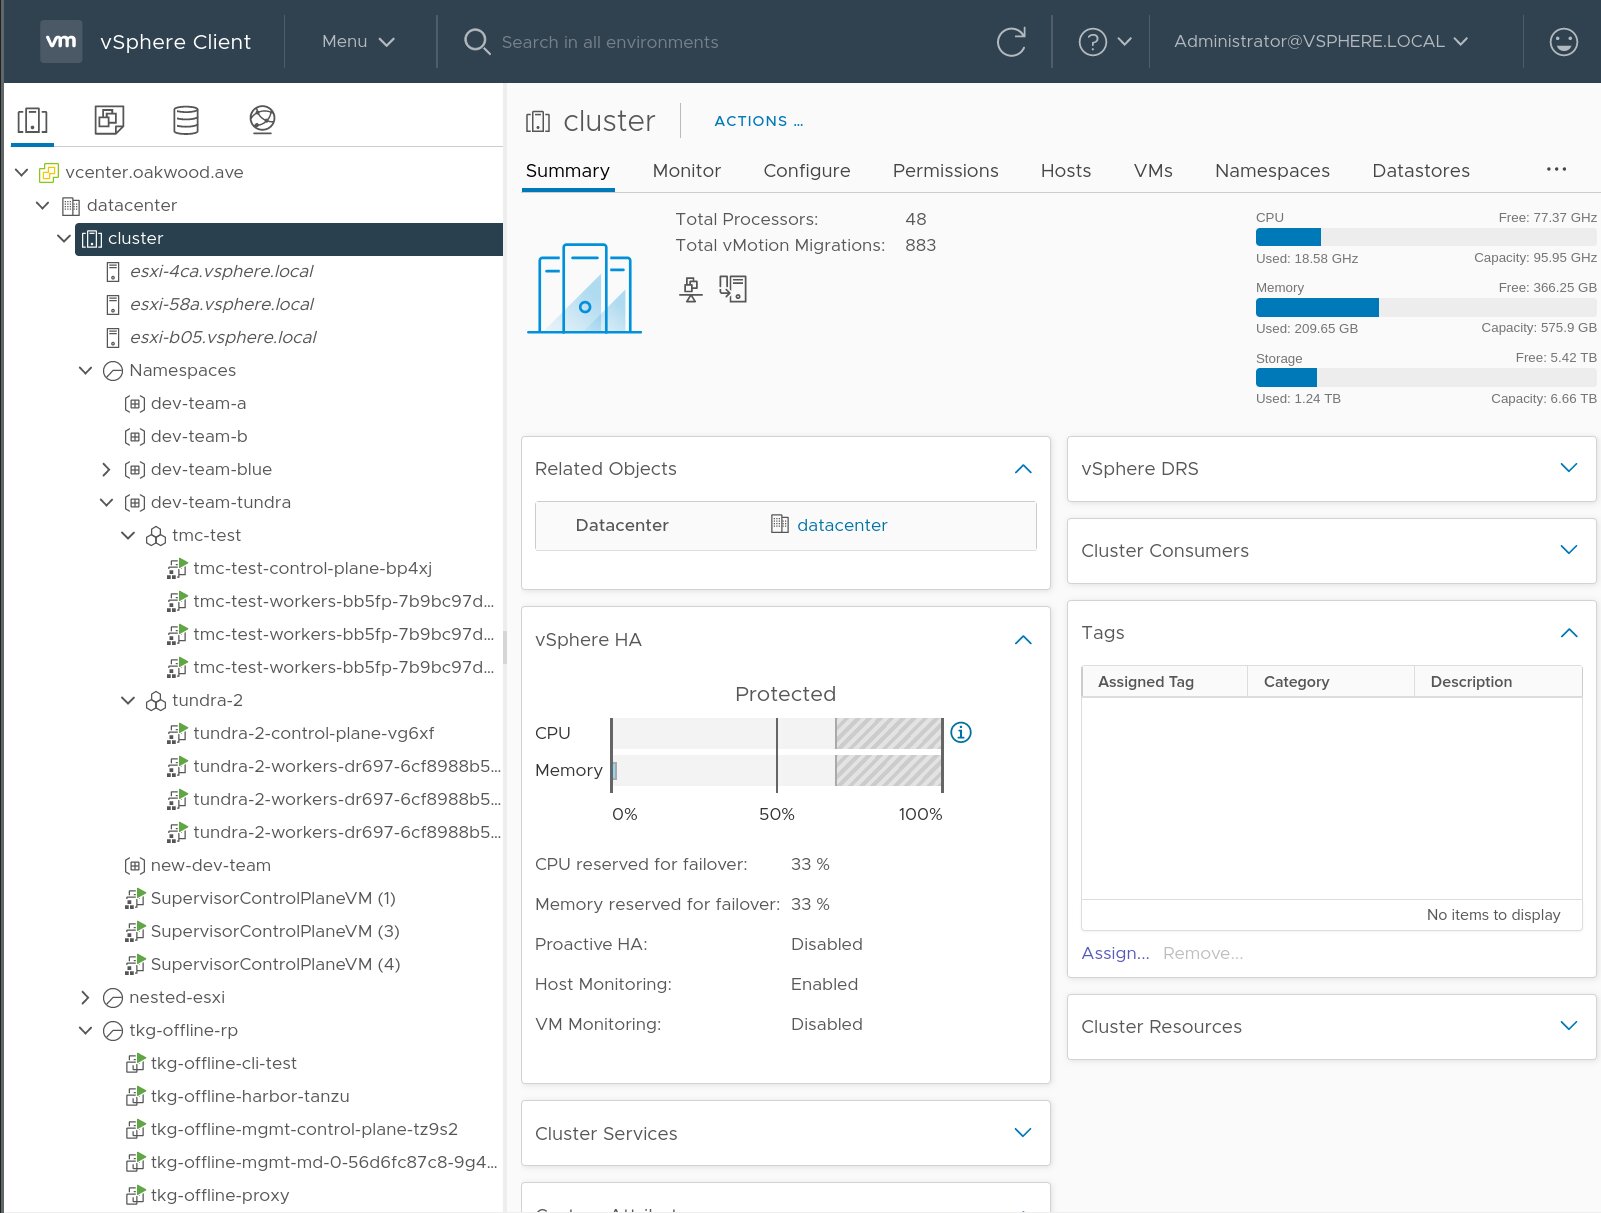 vm vSphere Client Menu Search in all environments Administrator@VSPHERE.LOCAL
vcenter.oakwood.ave
datacenter
cluster
esxi-4ca.vsphere.local
esxi-58a.vsphere.local
esxi-b05.vsphere.local
Namespaces
dev-team-a
dev-team-b
dev-team-blue
dev-team-tundra
tmc-test
tmc-test-control-plane-bp4xj
tmc-test-workers-bb5fp-7b9bc97d...
tmc-test-workers-bb5fp-7b9bc97d...
tmc-test-workers-bb5fp-7b9bc97d...
tundra-2
tundra-2-control-plane-vg6xf
tundra-2-workers-dr697-6cf8988b5...
tundra-2-workers-dr697-6cf8988b5...
tundra-2-workers-dr697-6cf8988b5...
new-dev-team
SupervisorControlPlaneVM (1)
SupervisorControlPlaneVM (3)
SupervisorControlPlaneVM (4)
nested-esxi
tkg-offline-rp
tkg-offline-cli-test
tkg-offline-harbor-tanzu
tkg-offline-mgmt-control-plane-tz9s2
tkg-offline-mgmt-md-0-56d6fc87c8-9g4...
tkg-offline-proxy
cluster ACTIONS ...
Summary Monitor Configure Permissions Hosts VMs Namespaces Datastores ...
Total Processors: 48
Total vMotion Migrations: 883
CPU Free: 77.37 GHz
Used: 18.58 GHz Capacity: 95.95 GHz
Memory Free: 366.25 GB
Used: 209.65 GB Capacity: 575.9 GB
Storage Free: 5.42 TB
Used: 1.24 TB Capacity: 6.66 TB
Related Objects
Datacenter datacenter
vSphere HA
Protected
CPU
Memory
0% 50% 100%
CPU reserved for failover: 33 %
Memory reserved for failover: 33 %
Proactive HA: Disabled
Host Monitoring: Enabled
VM Monitoring: Disabled
Cluster Services
vSphere DRS
Cluster Consumers
Tags
Assigned Tag Category Description
No items to display
Assign... Remove...
Cluster Resources